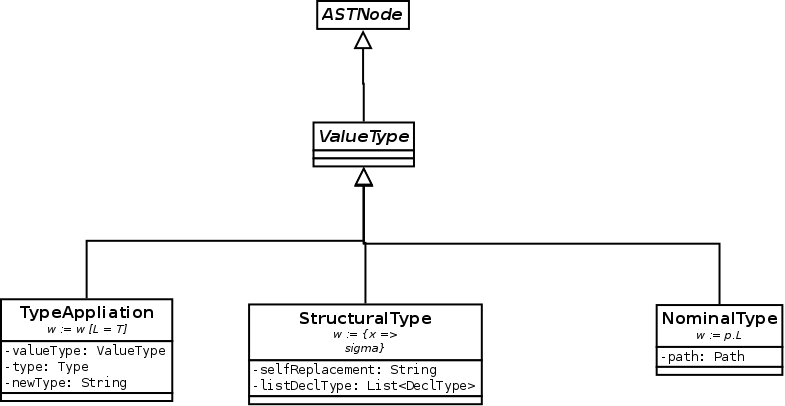 ASTNode
ValueType
TypeAppliation
w := w [L = T]
-valueType: ValueType
-type: Type
-newType: String
StructuralType
w := {x =>
sigma}
-selfReplacement: String
-listDeclType: List<DeclType>
NominalType
w := p.L
-path: Path